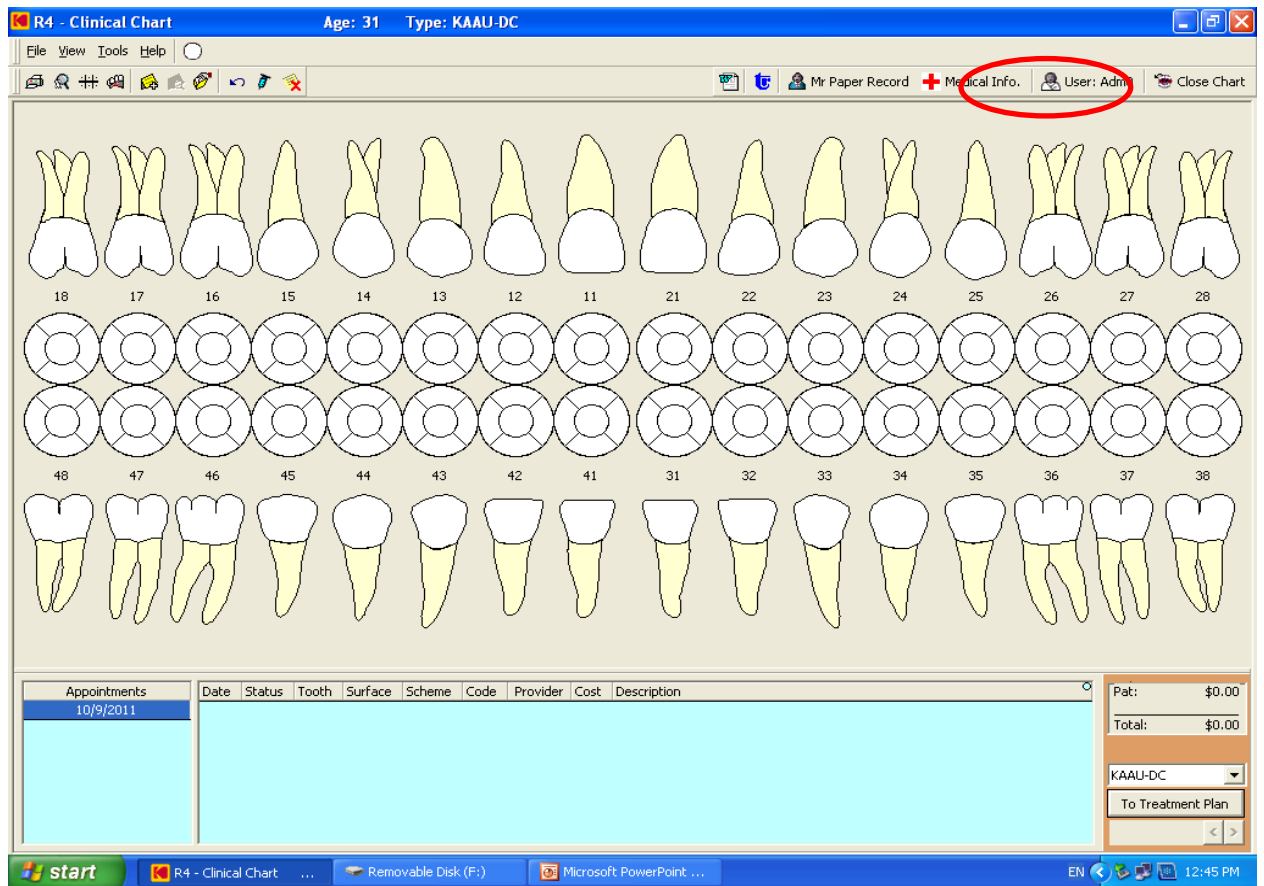 R4 - Clinical Chart Age: 31 Type: KAAU-DC
File View Tools Help
Mr Paper Record Medical Info. User: Admi Close Chart
18 17 16 15 14 13 12 11 21 22 23 24 25 26 27 28
48 47 46 45 44 43 42 41 31 32 33 34 35 36 37 38
Appointments Date Status Tooth Surface Scheme Code Provider Cost Description
10/9/2011
Pat: $0.00
Total: $0.00
KAAU-DC
To Treatment Plan
start R4 - Clinical Chart ... Removable Disk (F:) Microsoft PowerPoint ... EN 12:45 PM